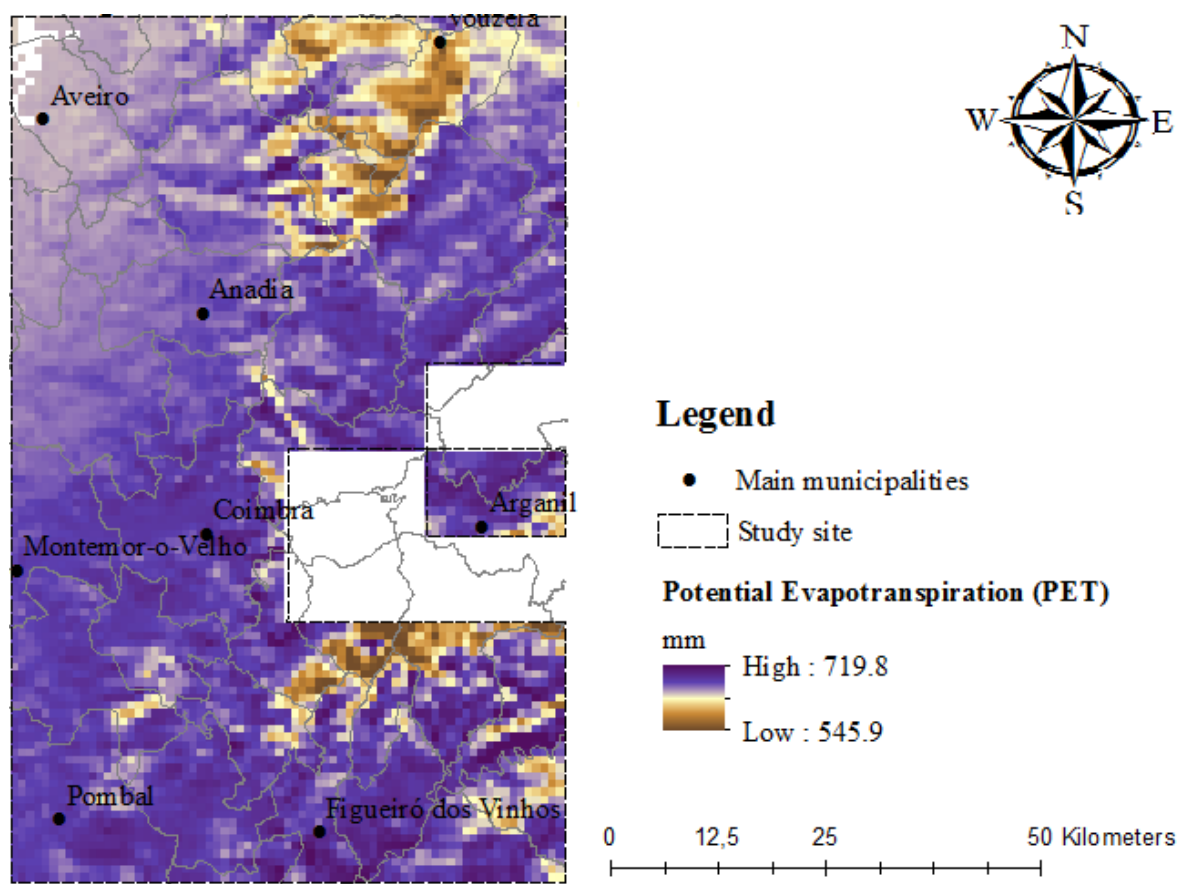 Vouzela
Aveiro
Anadia
Coimbra
Arganil
Montemor-o-Velho
Pombal
Figueiró dos Vinhos
N
W
E
S
Legend
Main municipalities
Study site
Potential Evapotranspiration (PET)
mm
High : 719.8
Low : 545.9
0 12,5 25 50 Kilometers